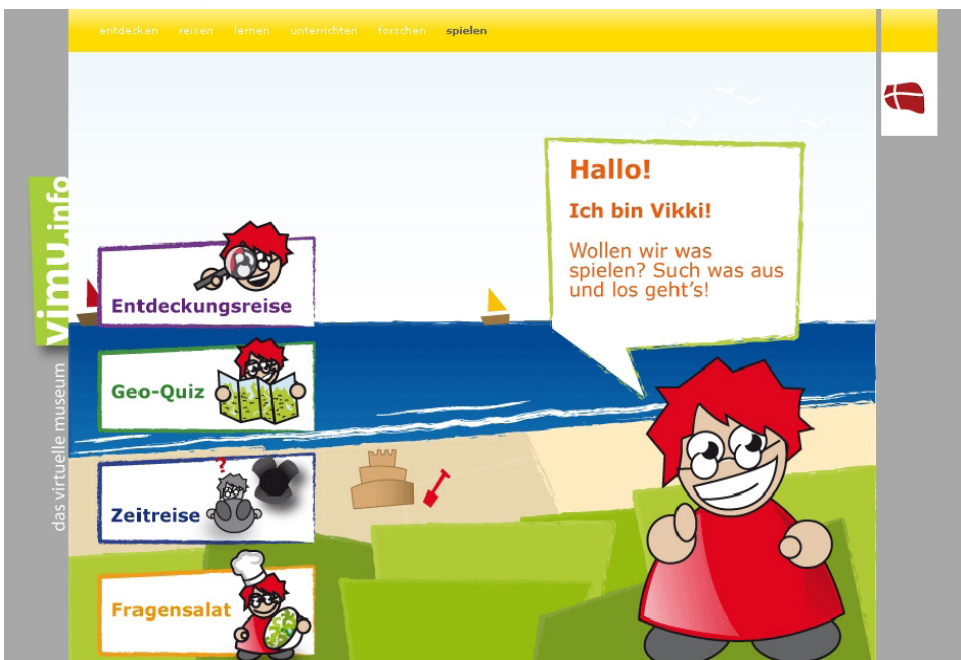 entdecken reisen lernen unterrichten forschen spielen
vimu.info
das virtuelle museum
Hallo!
Ich bin Vikki!
Wollen wir was
spielen? Such was aus
und los geht's!
Entdeckungsreise
Geo-Quiz
?
Zeitreise
Fragensalat